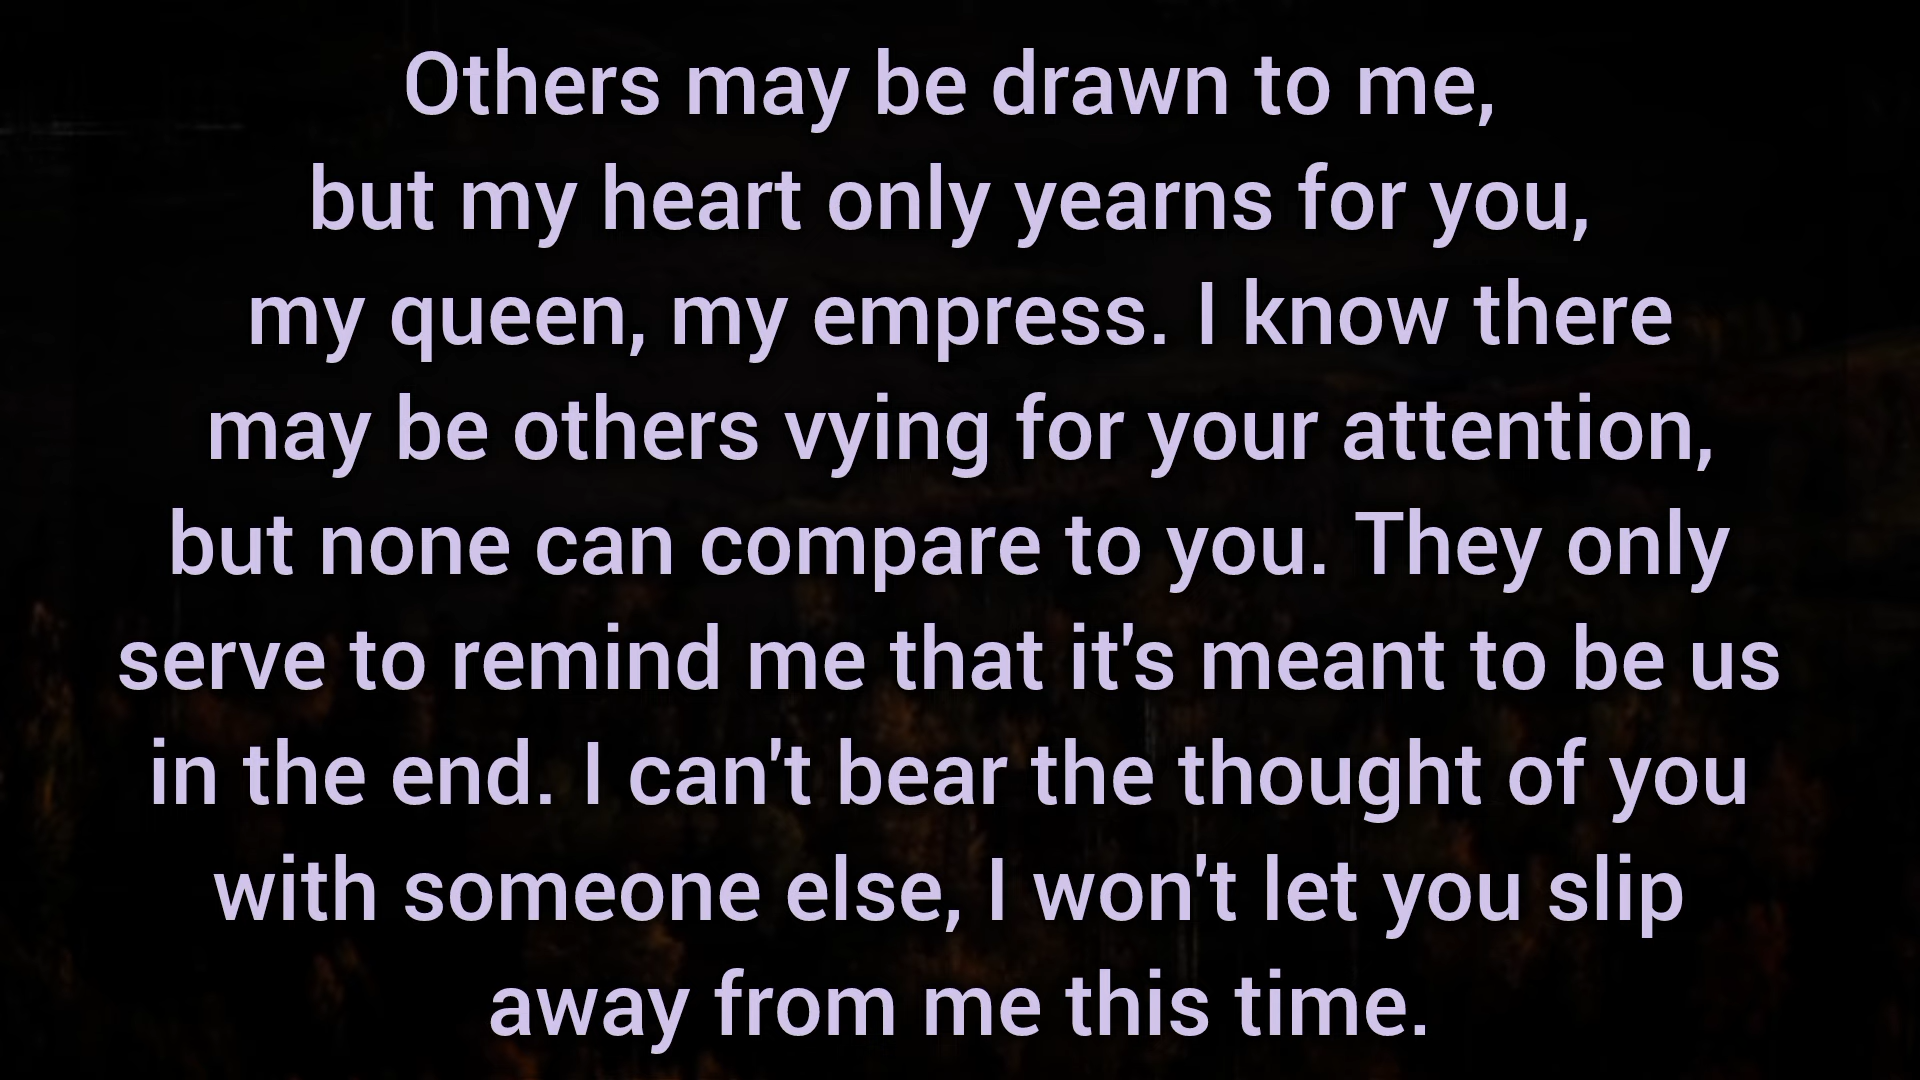 Others may be drawn to me,
but my heart only yearns for you,
my queen, my empress. I know there
may be others vying for your attention,
but none can compare to you. They only
serve to remind me that it's meant to be us
in the end. I can't bear the thought of you
with someone else, I won't let you slip
away from me this time.